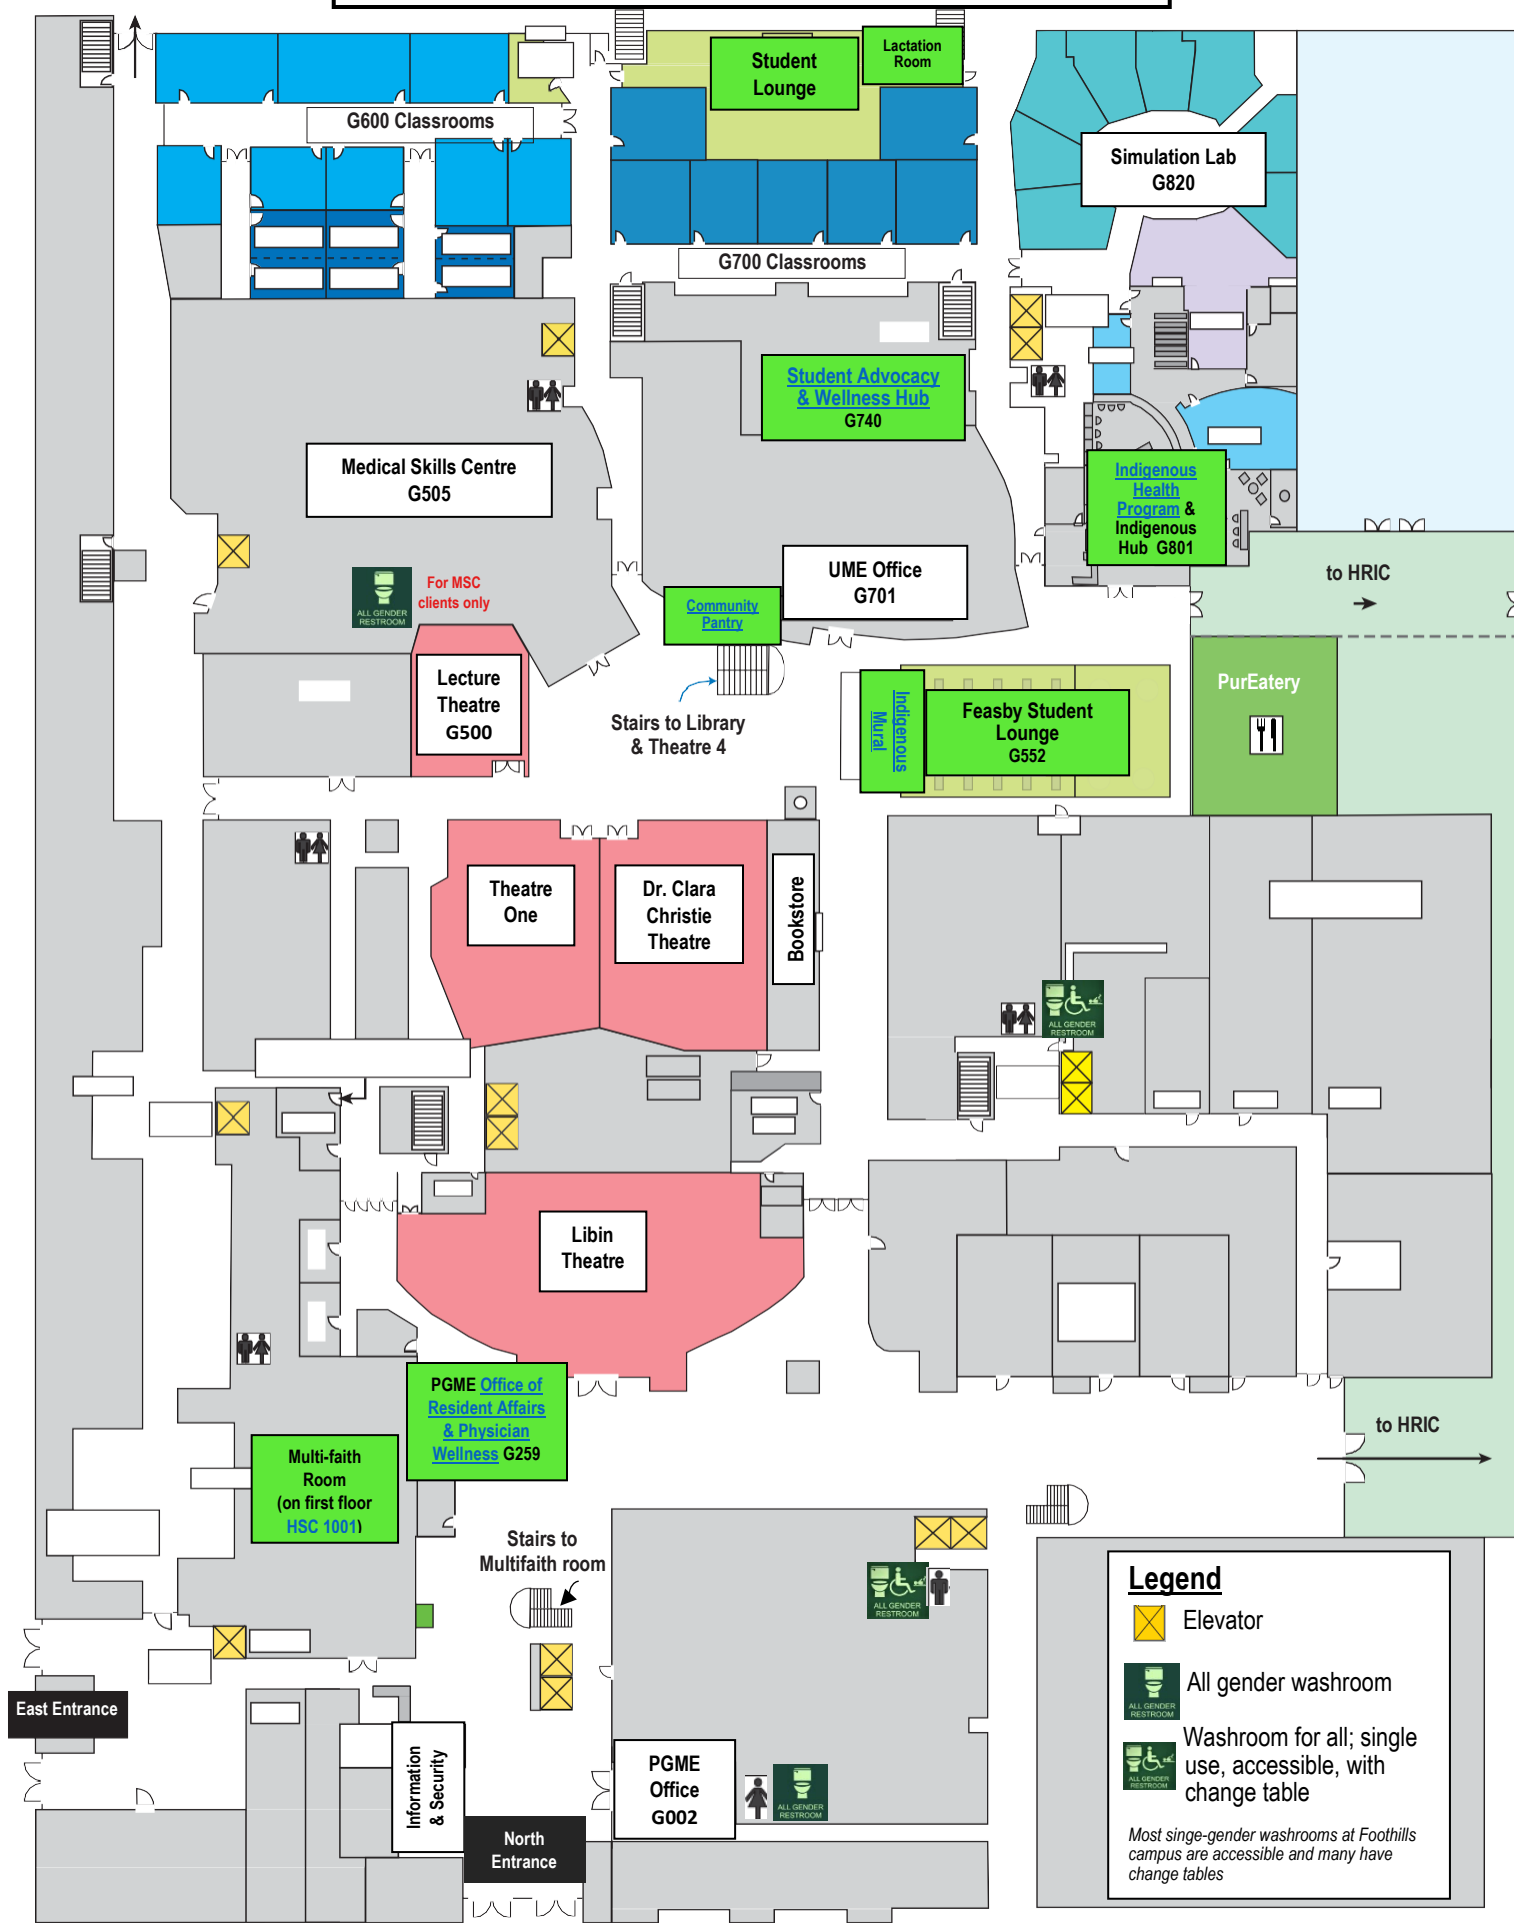 Student
Lounge
Lactation
Room
G600 Classrooms
Simulation Lab
G820
G700 Classrooms
Student Advocacy
& Wellness Hub
G740
Medical Skills Centre
G505
Indigenous
Health
Program &
Indigenous
Hub G801
For MSC
clients only
ALL GENDER
RESTROOM
UME Office
G701
to HRIC
Community
Pantry
Lecture
Theatre
G500
Stairs to Library
& Theatre 4
Indigenous
Mural
Feasby Student
Lounge
G552
PurEatery
Theatre
One
Dr. Clara
Christie
Theatre
Bookstore
ALL GENDER
RESTROOM
Libin
Theatre
PGME Office of
Resident Affairs
& Physician
Wellness G259
to HRIC
Multi-faith
Room
(on first floor
HSC 1001)
Stairs to
Multifaith room
ALL GENDER
RESTROOM
East Entrance
Information
& Security
North
Entrance
PGME
Office
G002
ALL GENDER
RESTROOM
Legend
Elevator
ALL GENDER
RESTROOM
All gender washroom
ALL GENDER
RESTROOM
Washroom for all; single
use, accessible, with
change table
Most singe-gender washrooms at Foothills
campus are accessible and many have
change tables